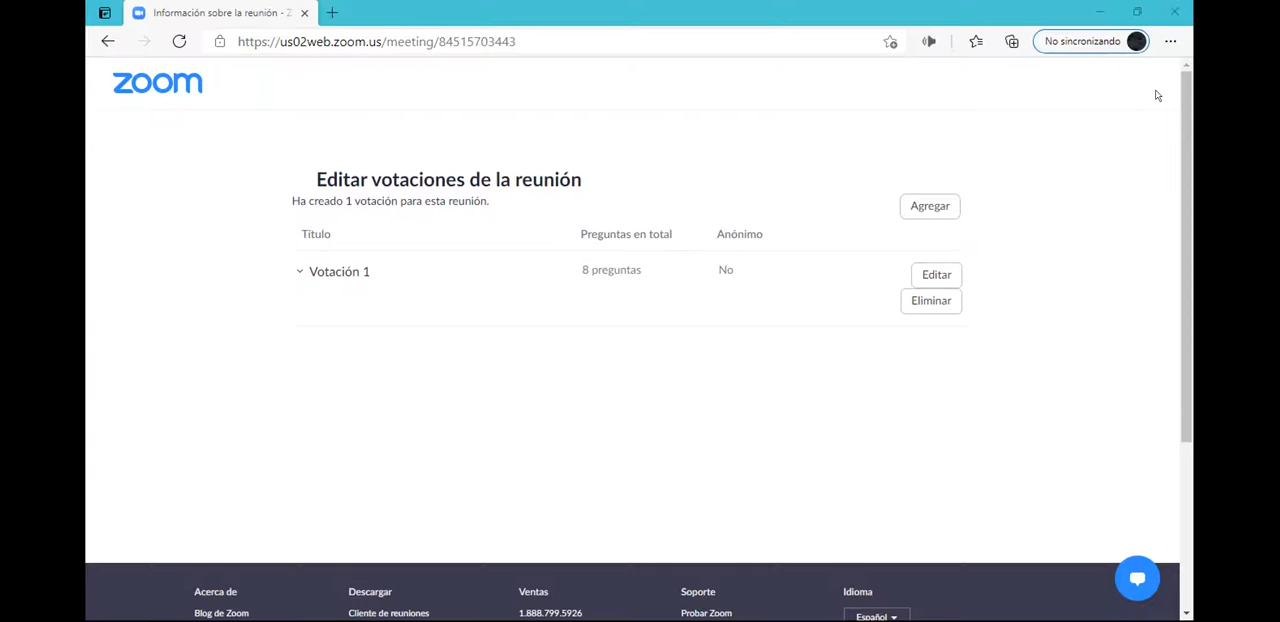 Información sobre la reunión - Z
https://us02web.zoom.us/meeting/84515703443
No sincronizando
zoom
Editar votaciones de la reunión
Ha creado 1 votación para esta reunión.
Agregar
Título Preguntas en total Anónimo
Votación 1 8 preguntas No Editar
Eliminar
Acerca de Descargar Ventas Soporte Idioma
Blog de Zoom Cliente de reuniones 1.888.799.5926 Probar Zoom Español